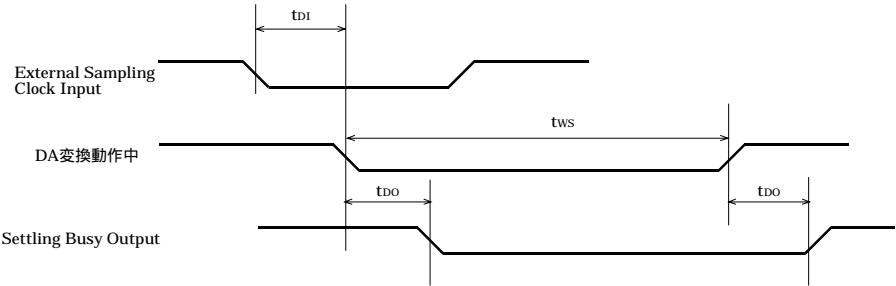 tDI
External Sampling
Clock Input
tWS
DA変換動作中
tDO
tDO
Settling Busy Output